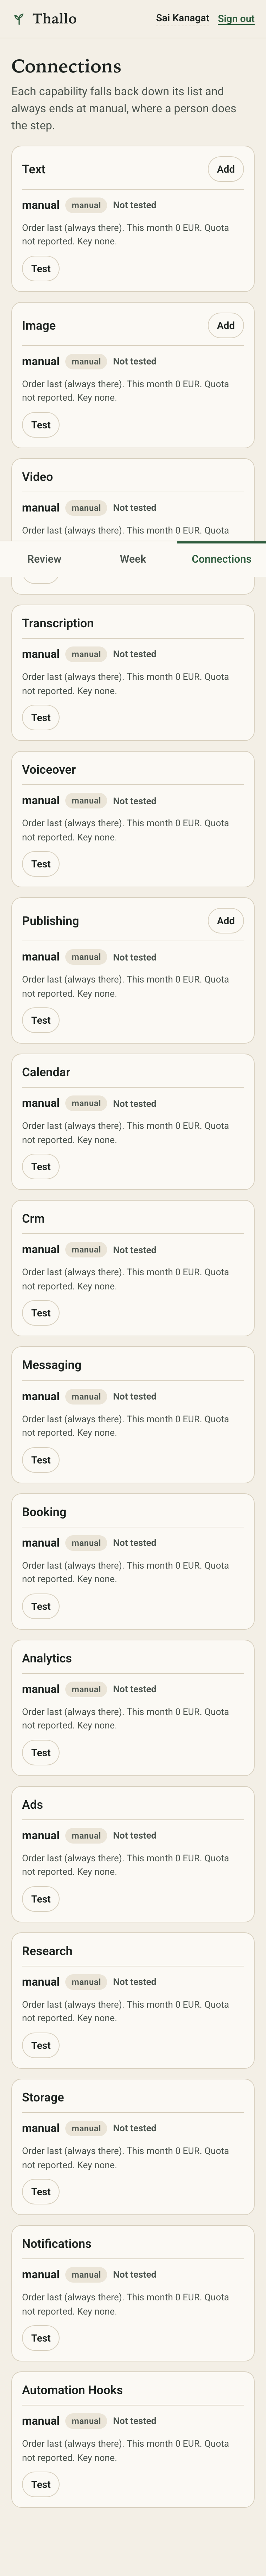 Thallo
Sai Kanagat
Sign out
Connections
Each capability falls back down its list and
always ends at manual, where a person does
the step.
Text
Add
manual manual Not tested
Order last (always there). This month 0 EUR. Quota
not reported. Key none.
Test
Image
Add
manual manual Not tested
Order last (always there). This month 0 EUR. Quota
not reported. Key none.
Test
Video
manual manual Not tested
Order last (always there). This month 0 EUR. Quota
Review
Week
Connections
Transcription
manual manual Not tested
Order last (always there). This month 0 EUR. Quota
not reported. Key none.
Test
Voiceover
manual manual Not tested
Order last (always there). This month 0 EUR. Quota
not reported. Key none.
Test
Publishing
Add
manual manual Not tested
Order last (always there). This month 0 EUR. Quota
not reported. Key none.
Test
Calendar
manual manual Not tested
Order last (always there). This month 0 EUR. Quota
not reported. Key none.
Test
Crm
manual manual Not tested
Order last (always there). This month 0 EUR. Quota
not reported. Key none.
Test
Messaging
manual manual Not tested
Order last (always there). This month 0 EUR. Quota
not reported. Key none.
Test
Booking
manual manual Not tested
Order last (always there). This month 0 EUR. Quota
not reported. Key none.
Test
Analytics
manual manual Not tested
Order last (always there). This month 0 EUR. Quota
not reported. Key none.
Test
Ads
manual manual Not tested
Order last (always there). This month 0 EUR. Quota
not reported. Key none.
Test
Research
manual manual Not tested
Order last (always there). This month 0 EUR. Quota
not reported. Key none.
Test
Storage
manual manual Not tested
Order last (always there). This month 0 EUR. Quota
not reported. Key none.
Test
Notifications
manual manual Not tested
Order last (always there). This month 0 EUR. Quota
not reported. Key none.
Test
Automation Hooks
manual manual Not tested
Order last (always there). This month 0 EUR. Quota
not reported. Key none.
Test